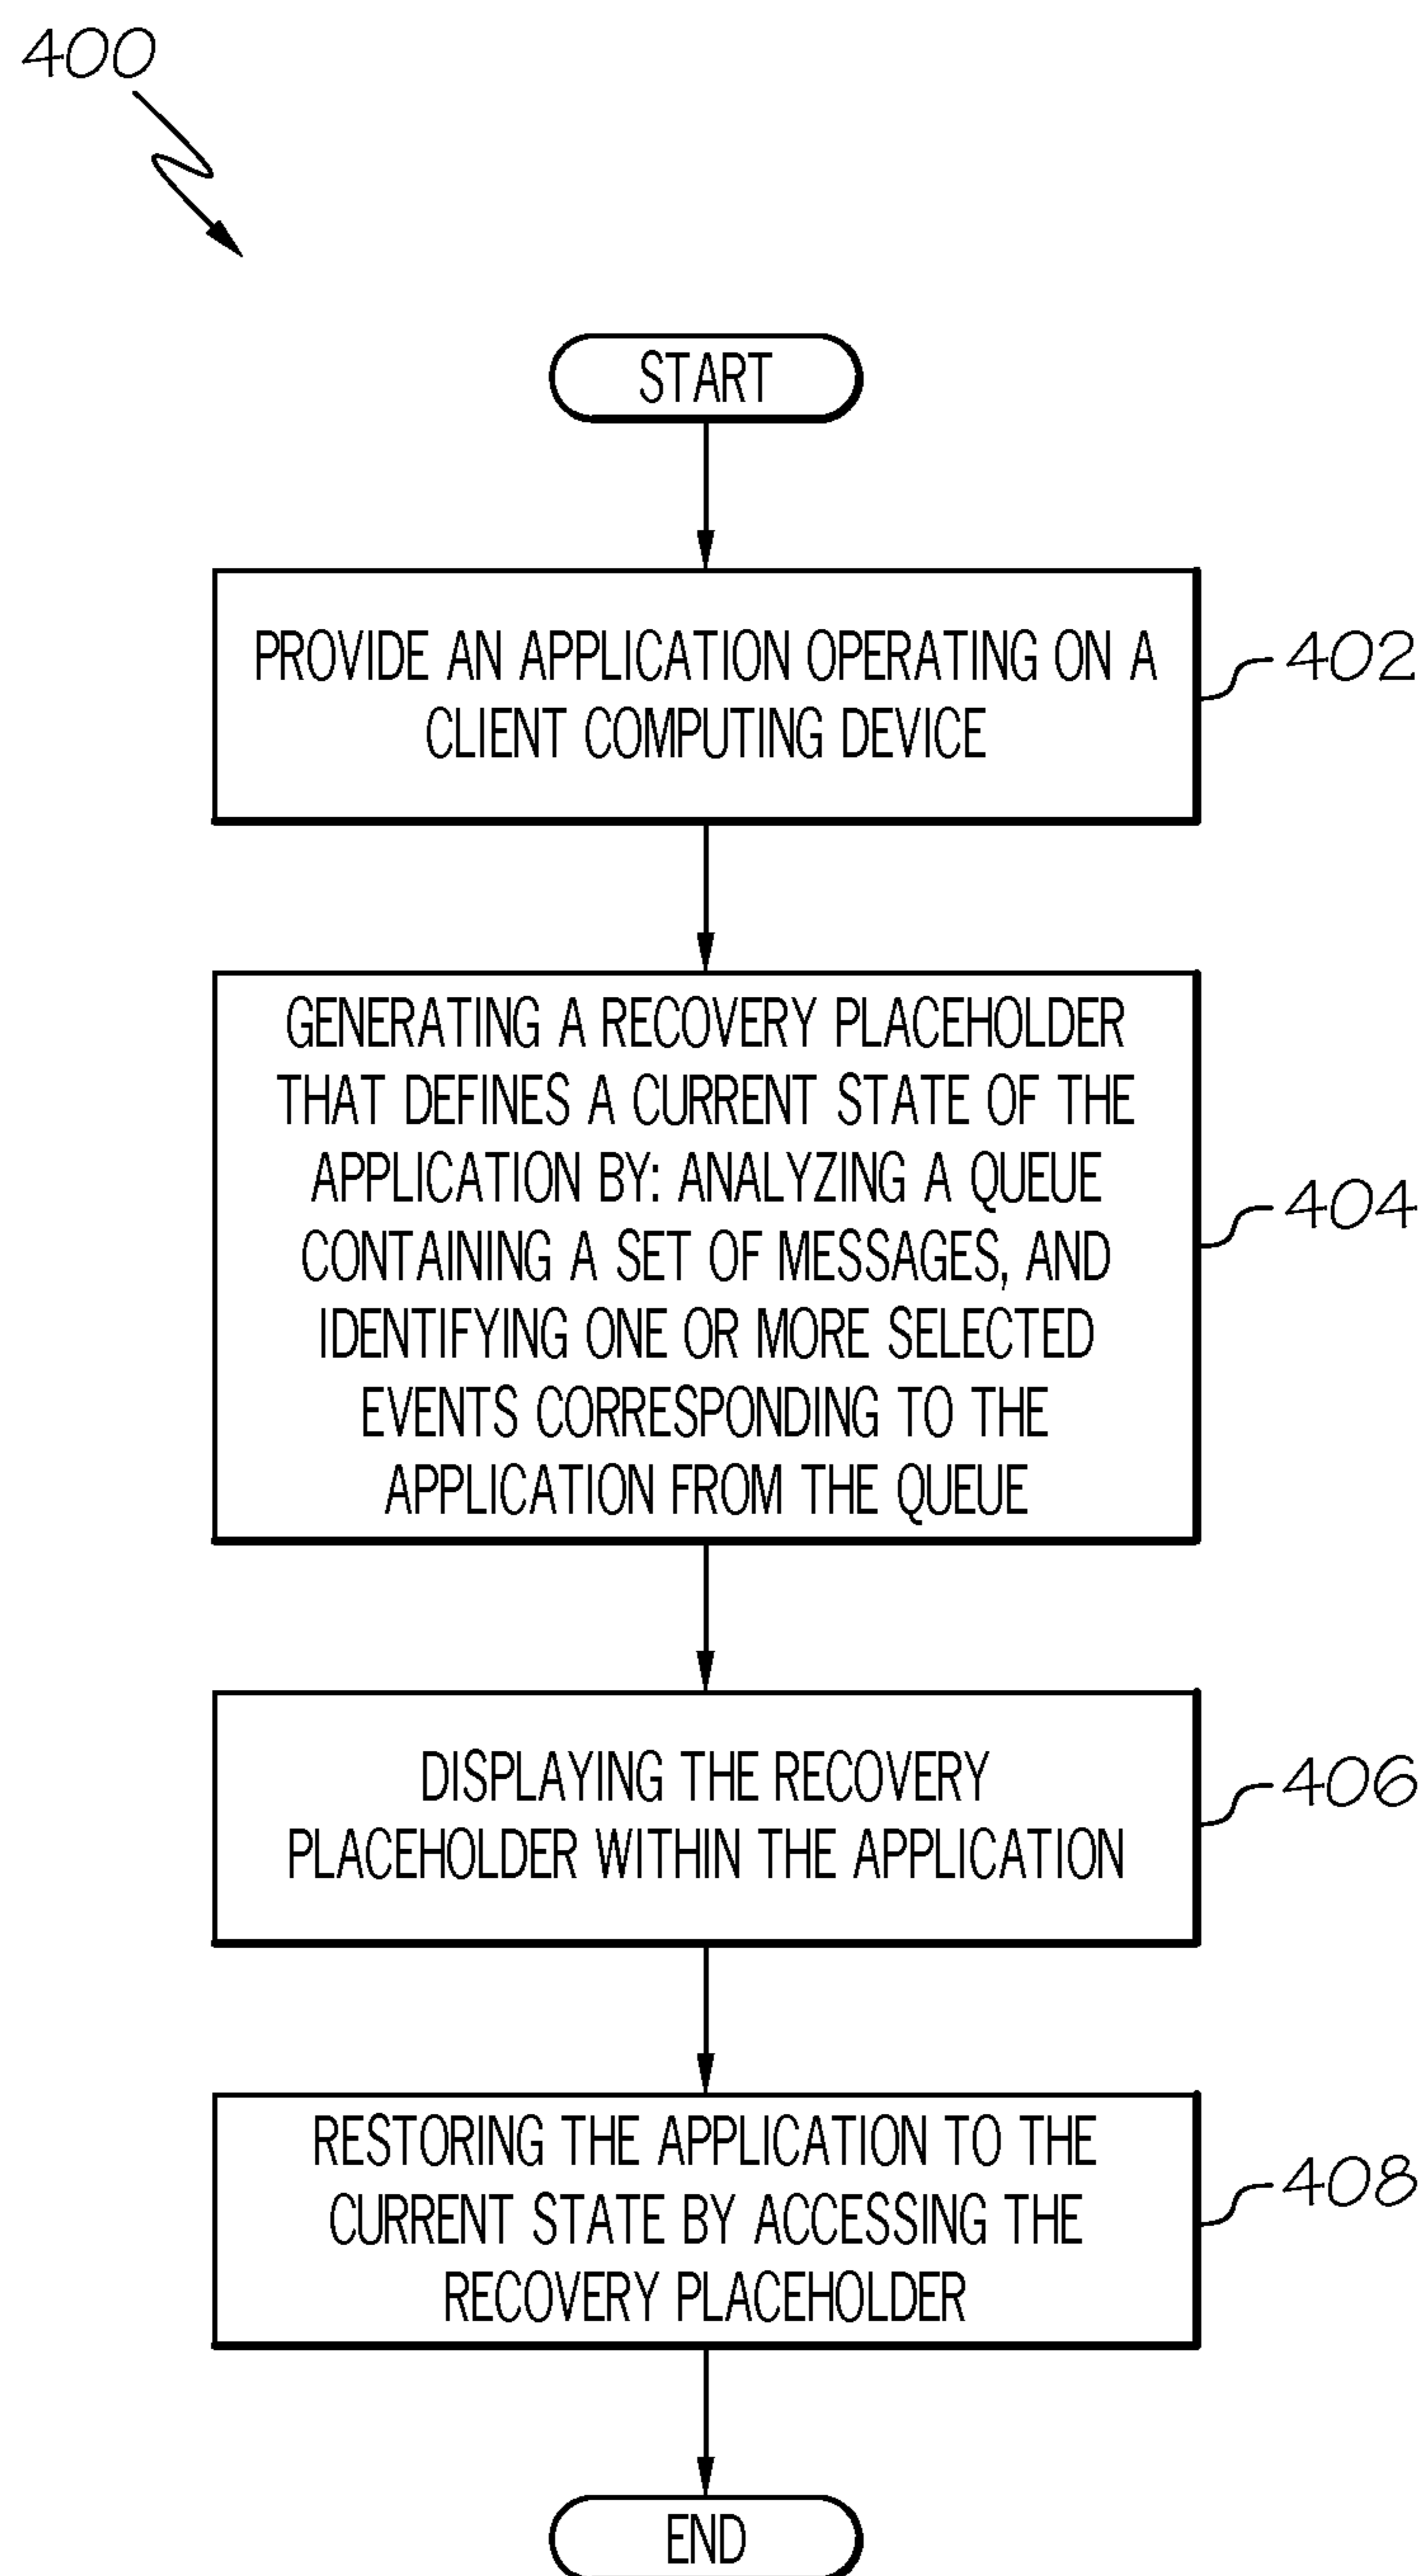 400
START
PROVIDE AN APPLICATION OPERATING ON A
CLIENT COMPUTING DEVICE
402
GENERATING A RECOVERY PLACEHOLDER
THAT DEFINES A CURRENT STATE OF THE
APPLICATION BY: ANALYZING A QUEUE
CONTAINING A SET OF MESSAGES, AND
IDENTIFYING ONE OR MORE SELECTED
EVENTS CORRESPONDING TO THE
APPLICATION FROM THE QUEUE
404
DISPLAYING THE RECOVERY
PLACEHOLDER WITHIN THE APPLICATION
406
RESTORING THE APPLICATION TO THE
CURRENT STATE BY ACCESSING THE
RECOVERY PLACEHOLDER
408
END